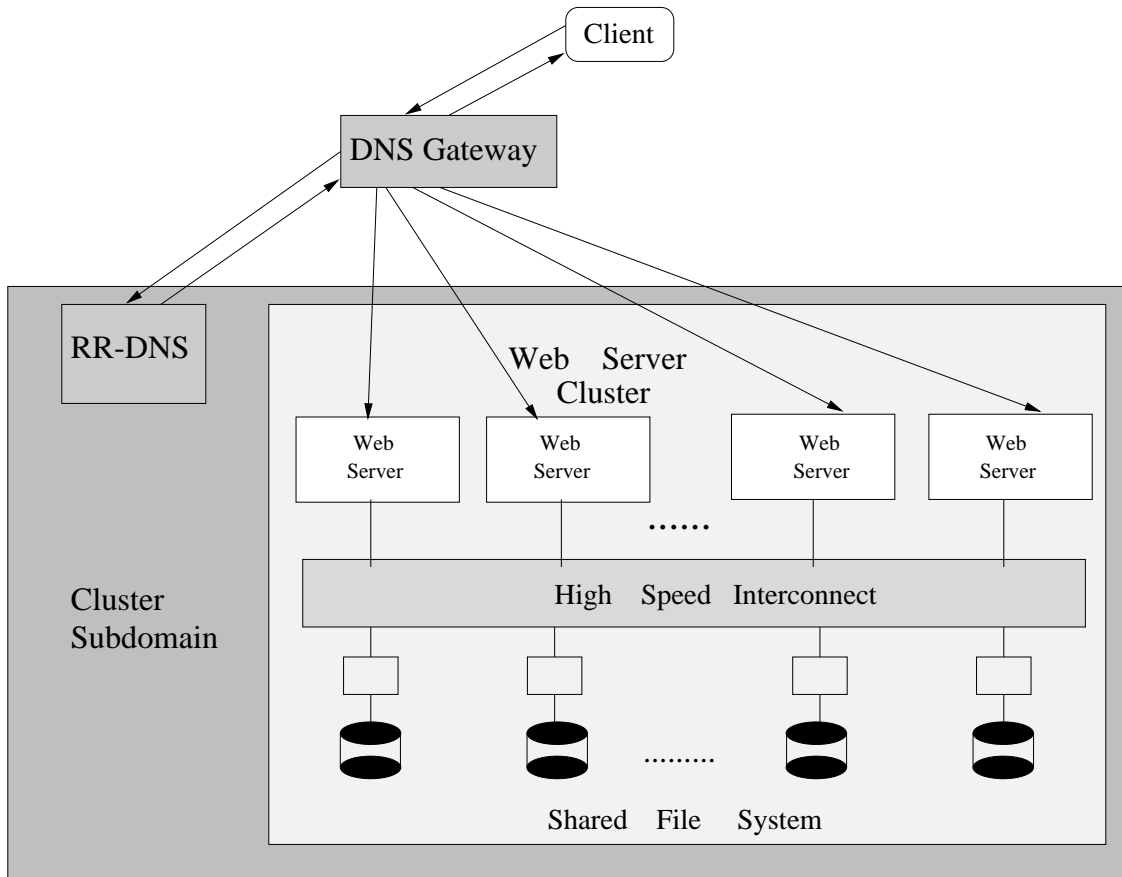 Client
DNS Gateway
RR-DNS
Web Server
Cluster
Web
Server
Web
Server
Web
Server
Web
Server
......
High Speed Interconnect
Cluster
Subdomain
.........
Shared File System